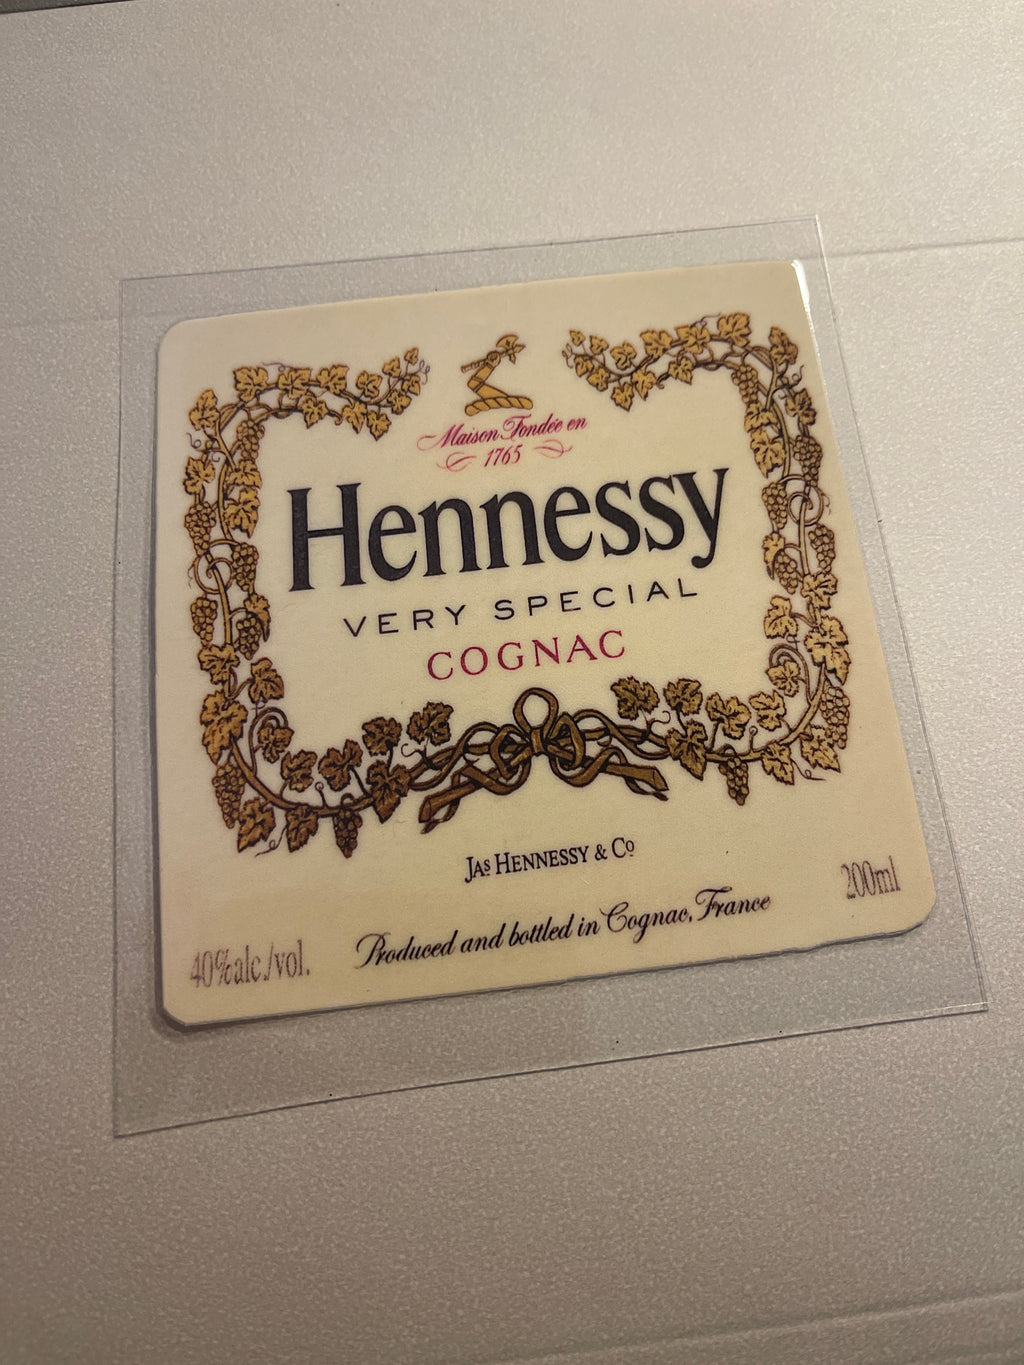 Maison Fondée en
1765
Hennessy
VERY SPECIAL
COGNAC
Jas HENNESSY & Co
Produced and bottled in Cognac, France
40%alc./vol.
200ml